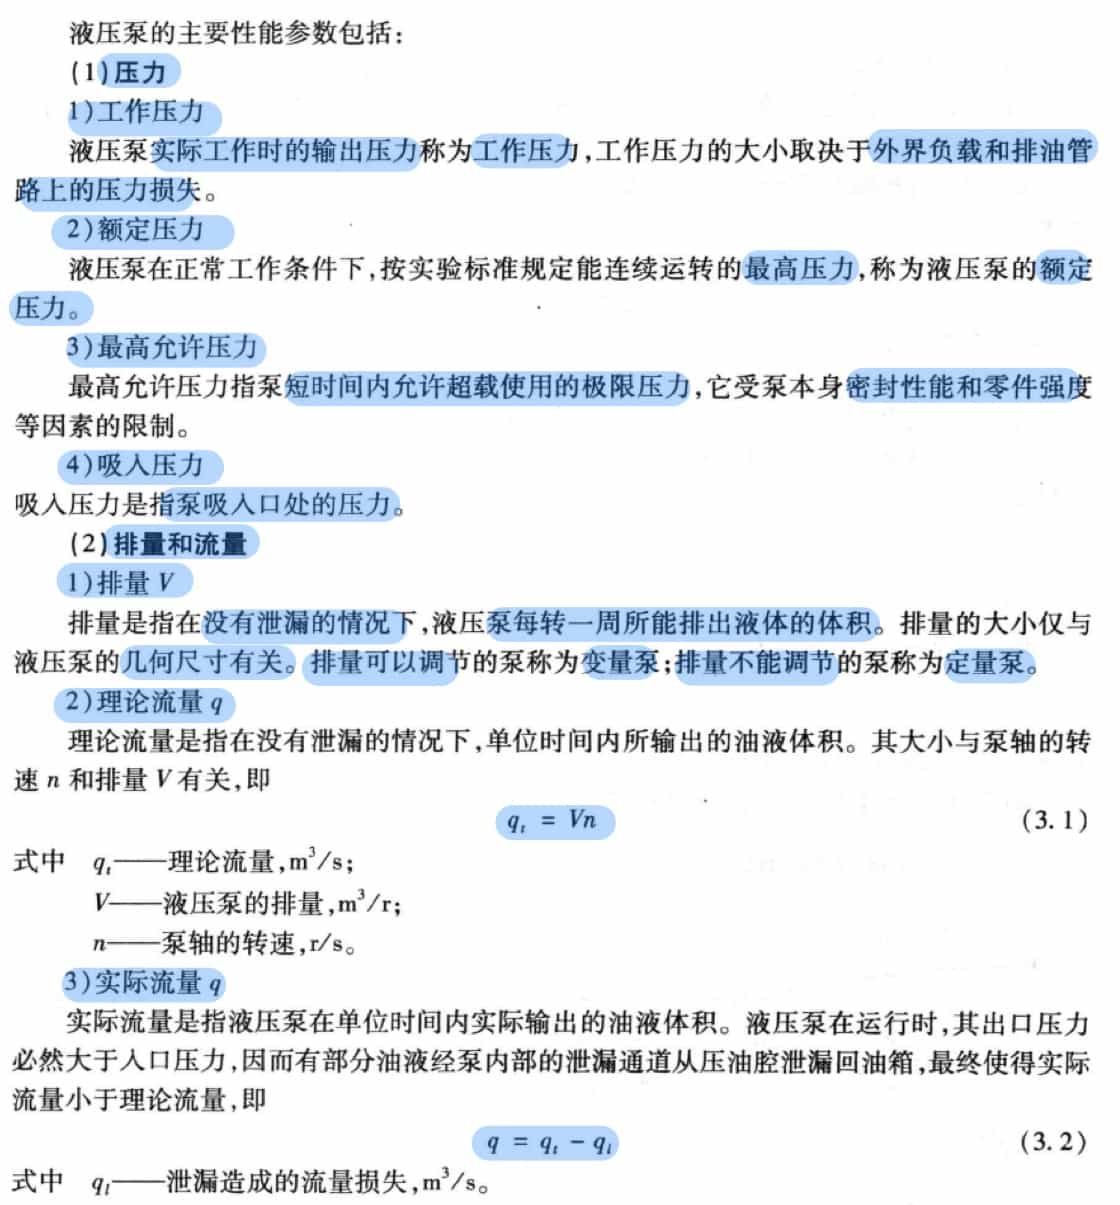 液压泵的主要性能参数包括:
(1)压力
1)工作压力
液压泵实际工作时的输出压力称为工作压力,工作压力的大小取决于外界负载和排油管
路上的压力损失。
2)额定压力
液压泵在正常工作条件下,按实验标准规定能连续运转的最高压力,称为液压泵的额定
压力。
3)最高允许压力
最高允许压力指泵短时间内允许超载使用的极限压力,它受泵本身密封性能和零件强度
等因素的限制。
4)吸入压力
吸入压力是指泵吸入口处的压力。
(2)排量和流量
1)排量 V
排量是指在没有泄漏的情况下,液压泵每转一周所能排出液体的体积。排量的大小仅与
液压泵的几何尺寸有关。排量可以调节的泵称为变量泵;排量不能调节的泵称为定量泵。
2)理论流量 q
理论流量是指在没有泄漏的情况下,单位时间内所输出的油液体积。其大小与泵轴的转
速 n 和排量 V 有关,即
qₜ = Vn (3.1)
式中 qₜ——理论流量,m³/s;
V——液压泵的排量,m³/r;
n——泵轴的转速,r/s。
3)实际流量 q
实际流量是指液压泵在单位时间内实际输出的油液体积。液压泵在运行时,其出口压力
必然大于入口压力,因而有部分油液经泵内部的泄漏通道从压油腔泄漏回油箱,最终使得实际
流量小于理论流量,即
q = qₜ − qₗ (3.2)
式中 qₗ——泄漏造成的流量损失,m³/s。